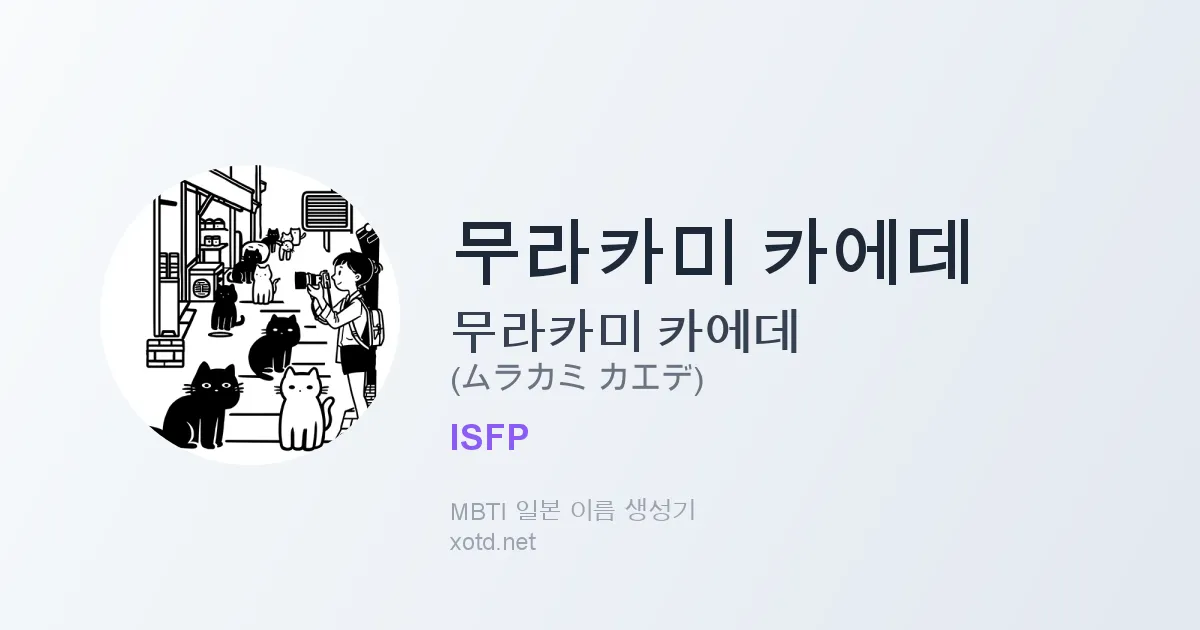 무라카미 카에데
무라카미 카에데
(ムラカミ カエデ)
ISFP
MBTI 일본 이름 생성기
xotd.net